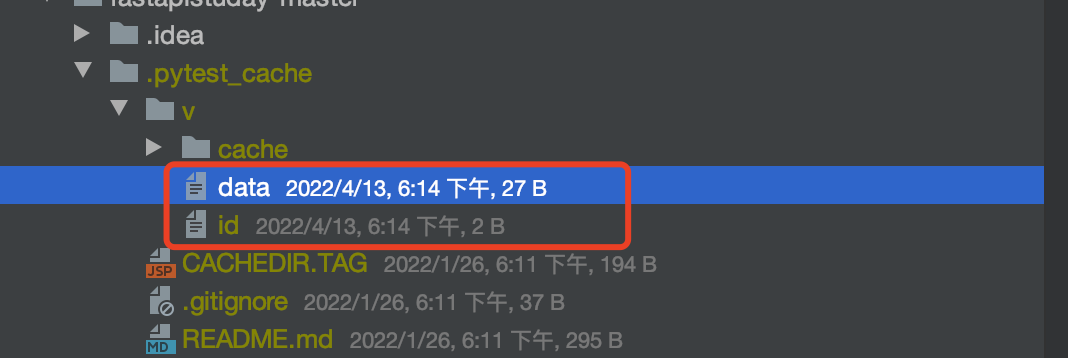 fastapistuday-master
.idea
.pytest_cache
v
cache
data 2022/4/13, 6:14 下午, 27 B
id 2022/4/13, 6:14 下午, 2 B
JSP CACHEDIR.TAG 2022/1/26, 6:11 下午, 194 B
.gitignore 2022/1/26, 6:11 下午, 37 B
MD README.md 2022/1/26, 6:11 下午, 295 B